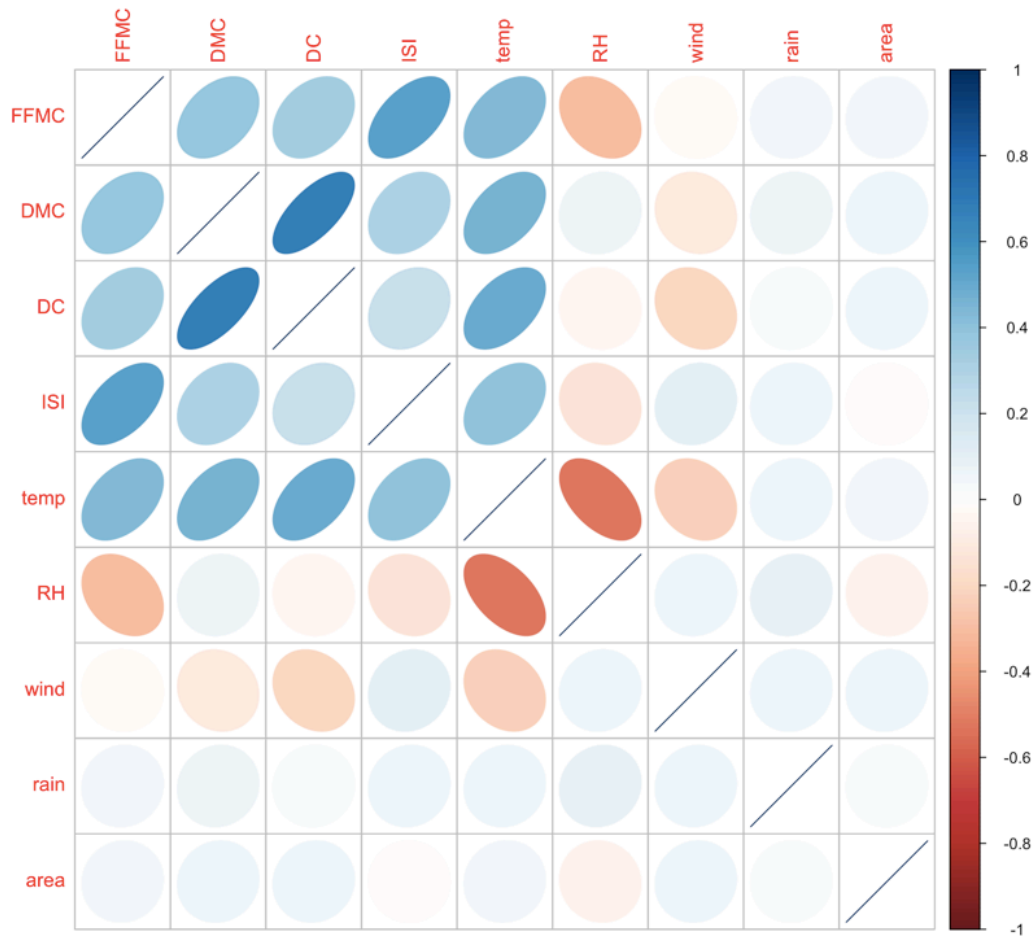 FFMC DMC DC ISI temp RH wind rain area
FFMC
DMC
DC
ISI
temp
RH
wind
rain
area
1
0.8
0.6
0.4
0.2
0
-0.2
-0.4
-0.6
-0.8
-1